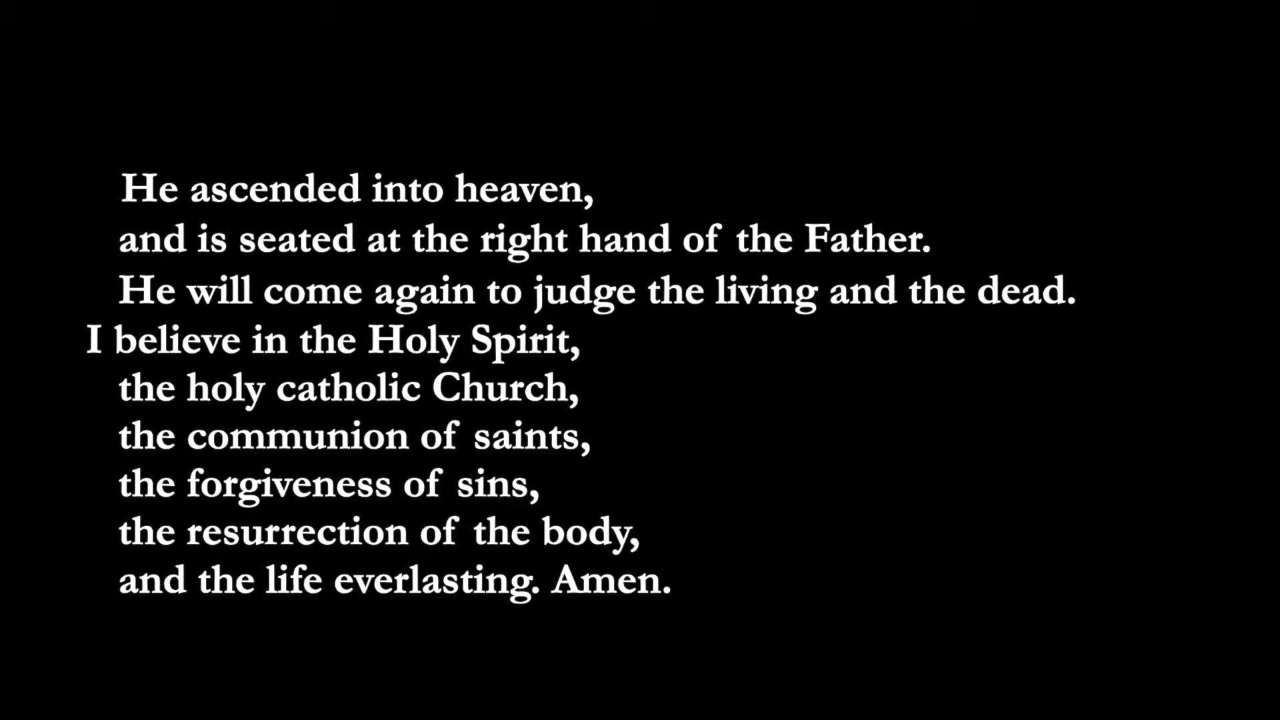 He ascended into heaven,
and is seated at the right hand of the Father.
He will come again to judge the living and the dead.
I believe in the Holy Spirit,
the holy catholic Church,
the communion of saints,
the forgiveness of sins,
the resurrection of the body,
and the life everlasting. Amen.